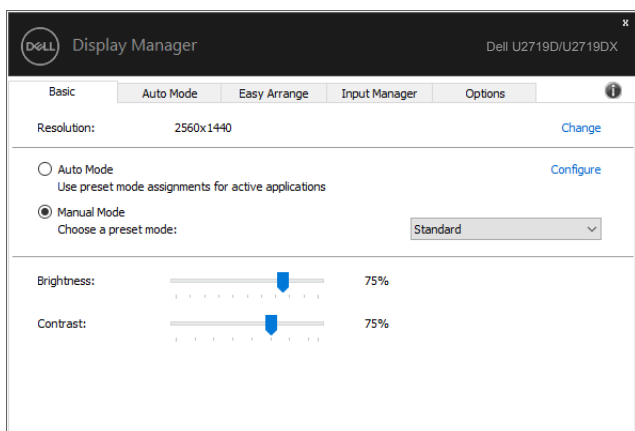 x
DELL Display Manager Dell U2719D/U2719DX
Basic Auto Mode Easy Arrange Input Manager Options i
Resolution: 2560x1440 Change
Auto Mode Configure
Use preset mode assignments for active applications
Manual Mode
Choose a preset mode: Standard
Brightness: 75%
Contrast: 75%